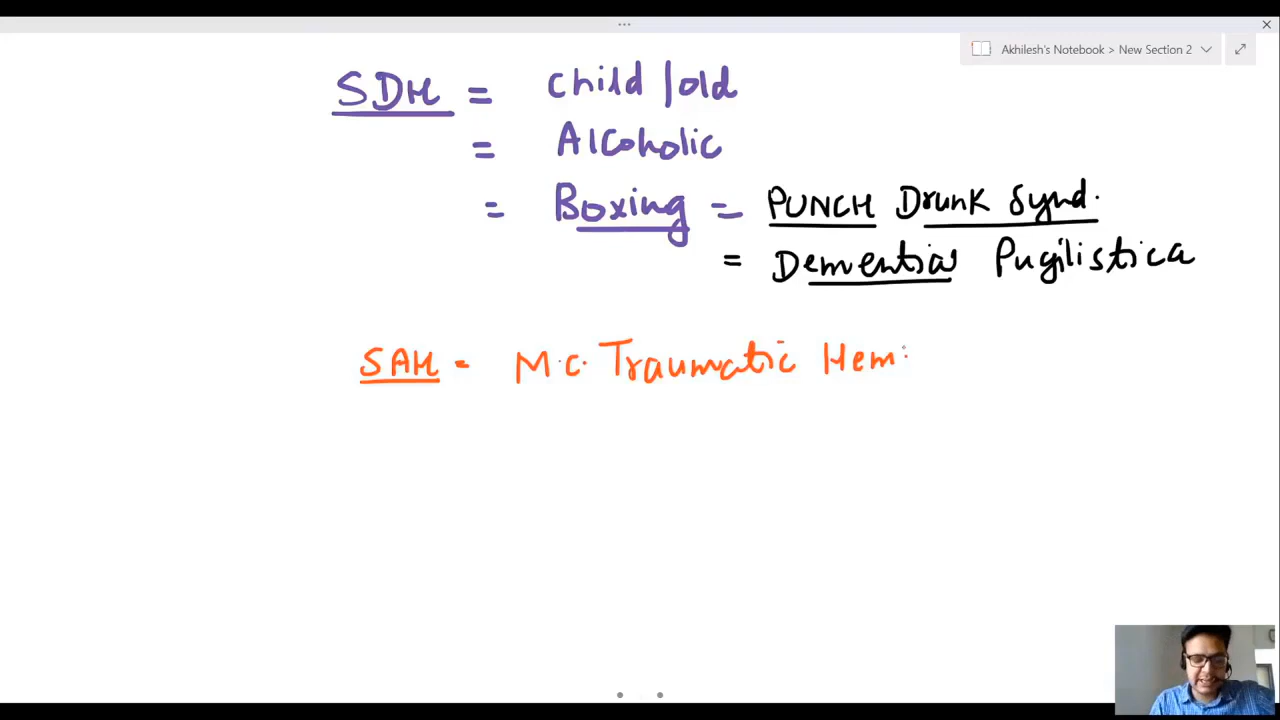 Akhilesh's Notebook > New Section 2
SDH = Child/old
= Alcoholic
= Boxing = PUNCH Drunk Synd.
= Dementia Pugilistica
SAH = M.C. Traumatic Hem.